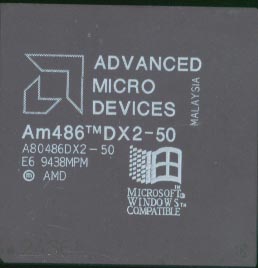 ADVANCED
MICRO
DEVICES
MALAYSIA
Am486™DX2-50
A80486DX2-50
E6 9438MPM
Ⓜ AMD
MICROSOFT
WINDOWS™
COMPATIBLE